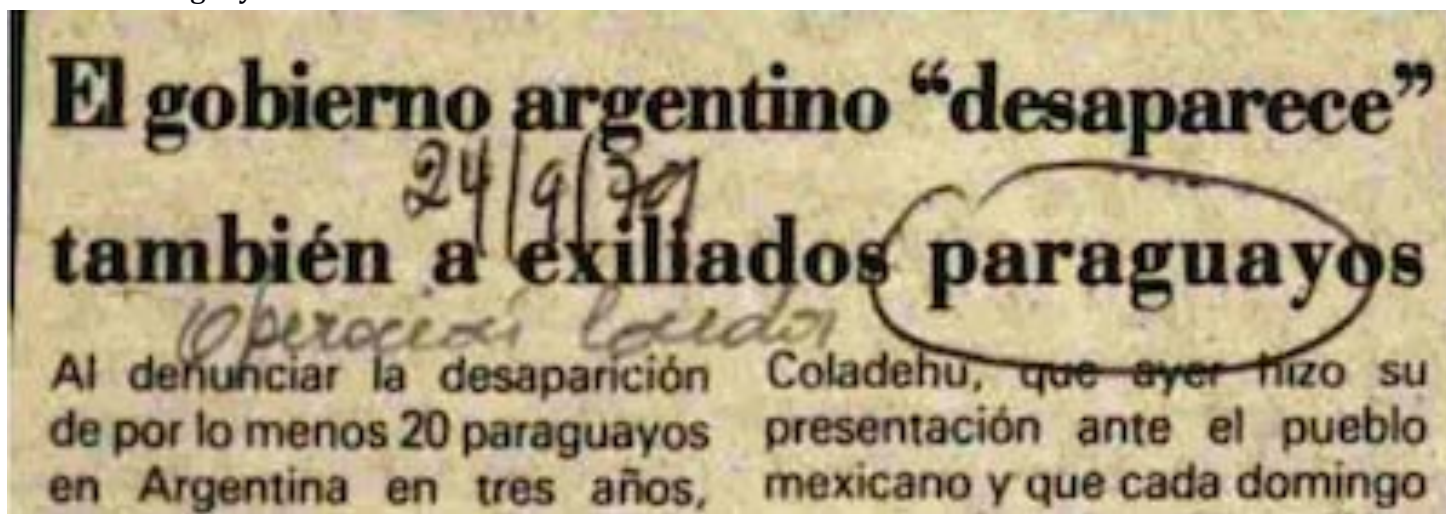 El gobierno argentino “desaparece”
24/9/79
también a exiliados paraguayos
Operación
Al denunciar la desaparición
de por lo menos 20 paraguayos
en Argentina en tres años,
Coladehu, que ayer hizo su
presentación ante el pueblo
mexicano y que cada domingo